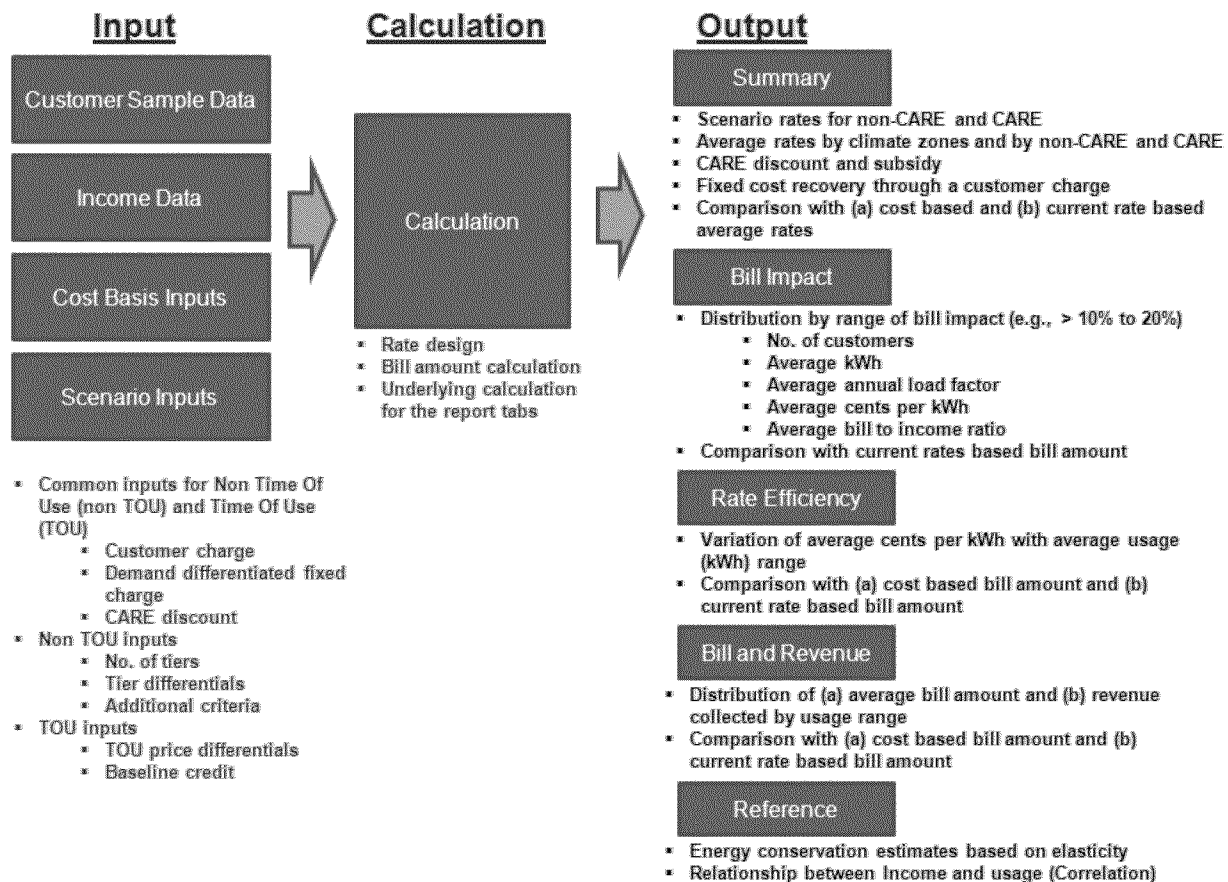 Input
Customer Sample Data
Income Data
Cost Basis Inputs
Scenario Inputs
▪ Common inputs for Non Time Of
Use (non TOU) and Time Of Use
(TOU)
▪ Customer charge
▪ Demand differentiated fixed
charge
▪ CARE discount
▪ Non TOU inputs
▪ No. of tiers
▪ Tier differentials
▪ Additional criteria
▪ TOU inputs
▪ TOU price differentials
▪ Baseline credit
Calculation
Calculation
▪ Rate design
▪ Bill amount calculation
▪ Underlying calculation
for the report tabs
Output
Summary
▪ Scenario rates for non-CARE and CARE
▪ Average rates by climate zones and by non-CARE and CARE
▪ CARE discount and subsidy
▪ Fixed cost recovery through a customer charge
▪ Comparison with (a) cost based and (b) current rate based
average rates
Bill Impact
▪ Distribution by range of bill impact (e.g., > 10% to 20%)
▪ No. of customers
▪ Average kWh
▪ Average annual load factor
▪ Average cents per kWh
▪ Average bill to income ratio
▪ Comparison with current rates based bill amount
Rate Efficiency
▪ Variation of average cents per kWh with average usage
(kWh) range
▪ Comparison with (a) cost based bill amount and (b)
current rate based bill amount
Bill and Revenue
▪ Distribution of (a) average bill amount and (b) revenue
collected by usage range
▪ Comparison with (a) cost based bill amount and (b)
current rate based bill amount
Reference
▪ Energy conservation estimates based on elasticity
▪ Relationship between Income and usage (Correlation)